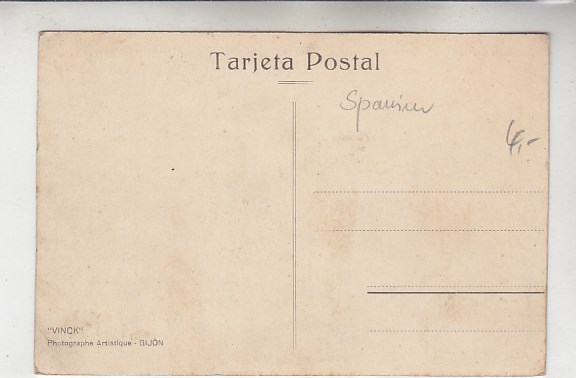 Tarjeta Postal
Spanien
4,-
"VINCK"
Photographe Artistique - GIJÓN